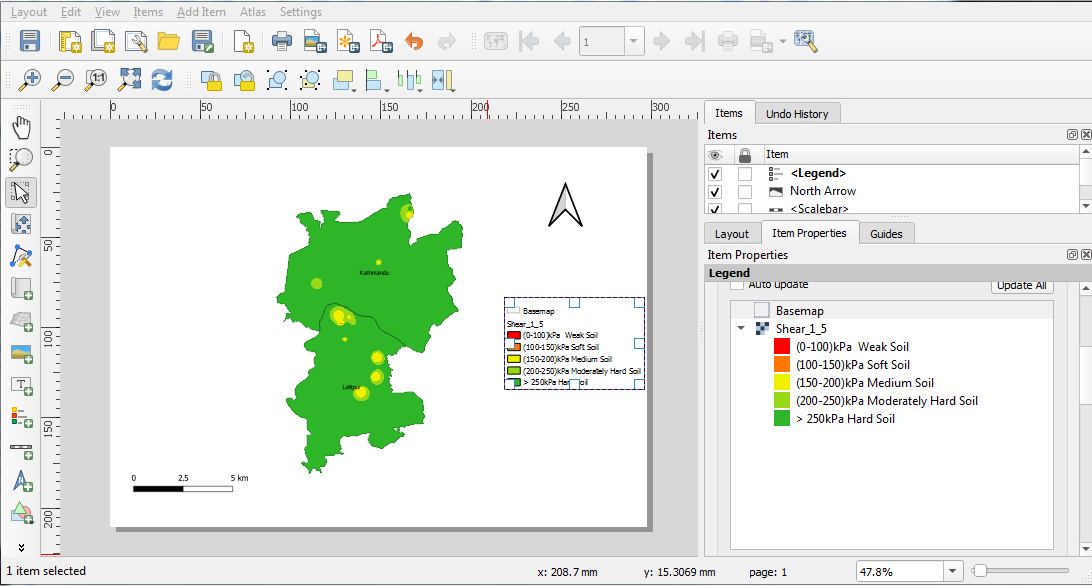 Layout Edit View Items Add Item Atlas Settings
1
1:1
0 50 100 150 200 250 300
Items Undo History
Items
Item
<Legend>
North Arrow
<Scalebar>
Layout Item Properties Guides
Item Properties
Legend
Auto update Update All
Basemap
Shear_1_5
(0-100)kPa Weak Soil
(100-150)kPa Soft Soil
(150-200)kPa Medium Soil
(200-250)kPa Moderately Hard Soil
> 250kPa Hard Soil
0
50
100
150
200
Kathmandu
Lalitpur
Basemap
Shear_1_5
(0-100)kPa Weak Soil
(100-150)kPa Soft Soil
(150-200)kPa Medium Soil
(200-250)kPa Moderately Hard Soil
> 250kPa Hard Soil
0 2.5 5 km
T
1 item selected x: 208.7 mm y: 15.3069 mm page: 1 47.8%